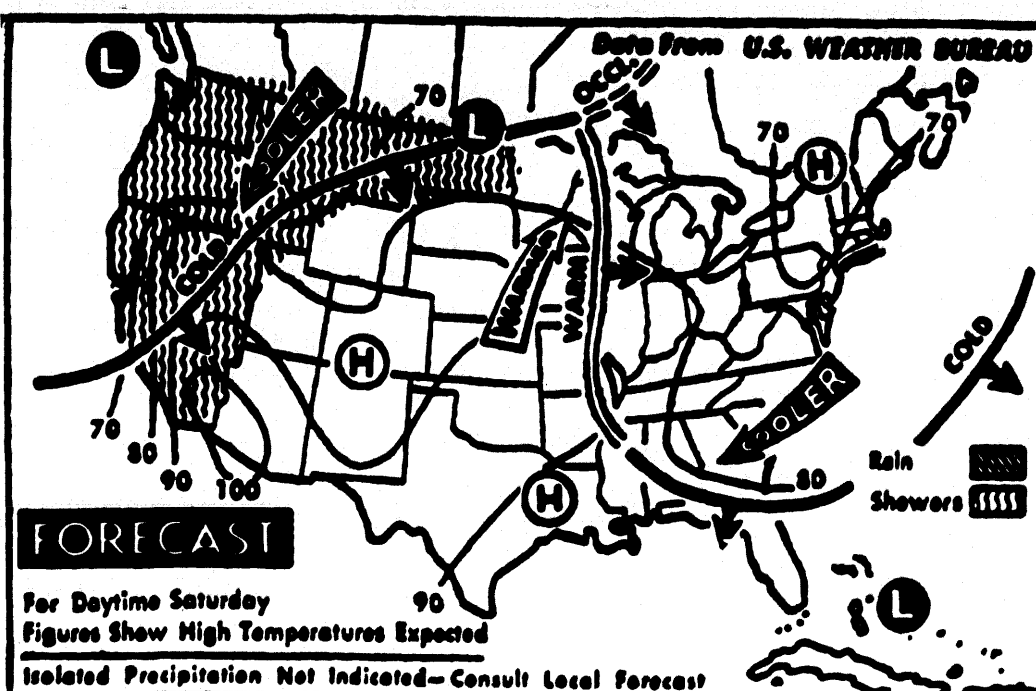 Data From U.S. WEATHER BUREAU
L
OCCL.
COOLER
70
L
70
70
H
COLD
WARMER
WARM
COLD
H
COOLER
70
80
90
100
Rain
80
H
Showers
FORECAST
For Daytime Saturday
90
L
Figures Show High Temperatures Expected
Isolated Precipitation Not Indicated—Consult Local Forecast